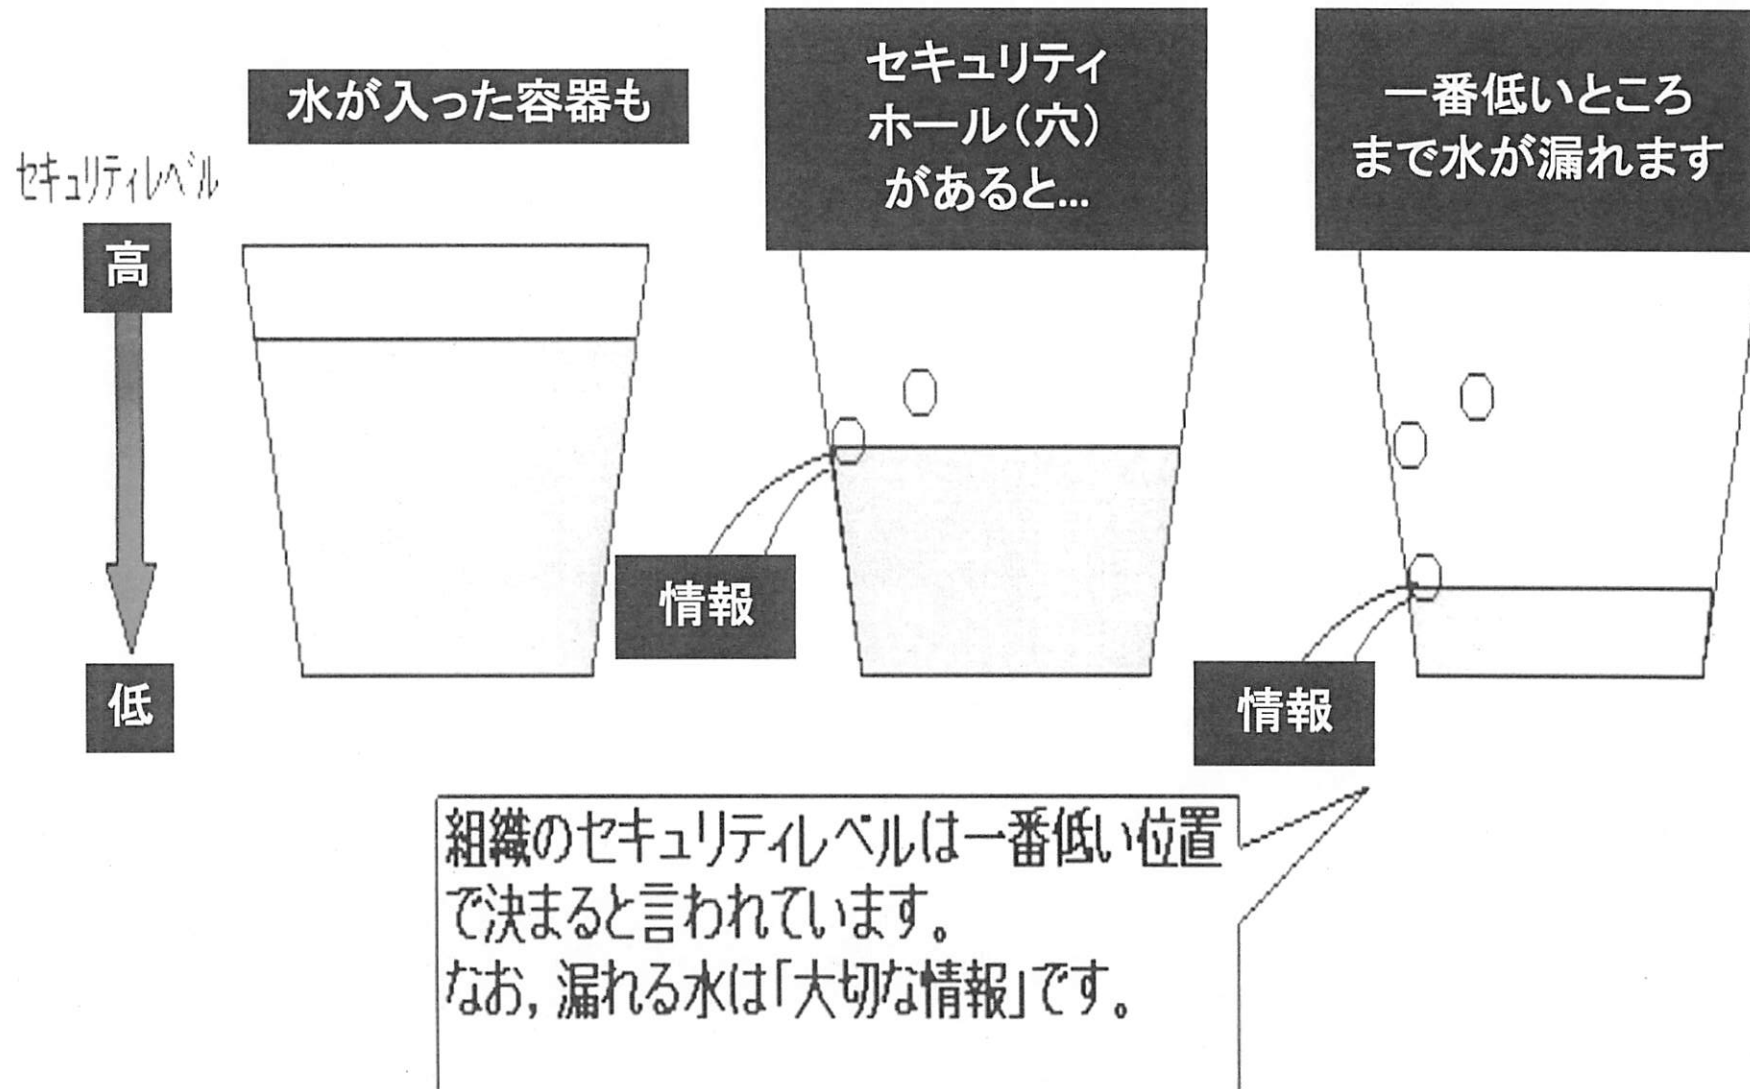 水が入った容器も
セキュリティ
ホール(穴)
があると...
一番低いところ
まで水が漏れます
セキュリティレベル
高
低
情報
情報
組織のセキュリティレベルは一番低い位置
で決まると言われています。
なお,漏れる水は「大切な情報」です。